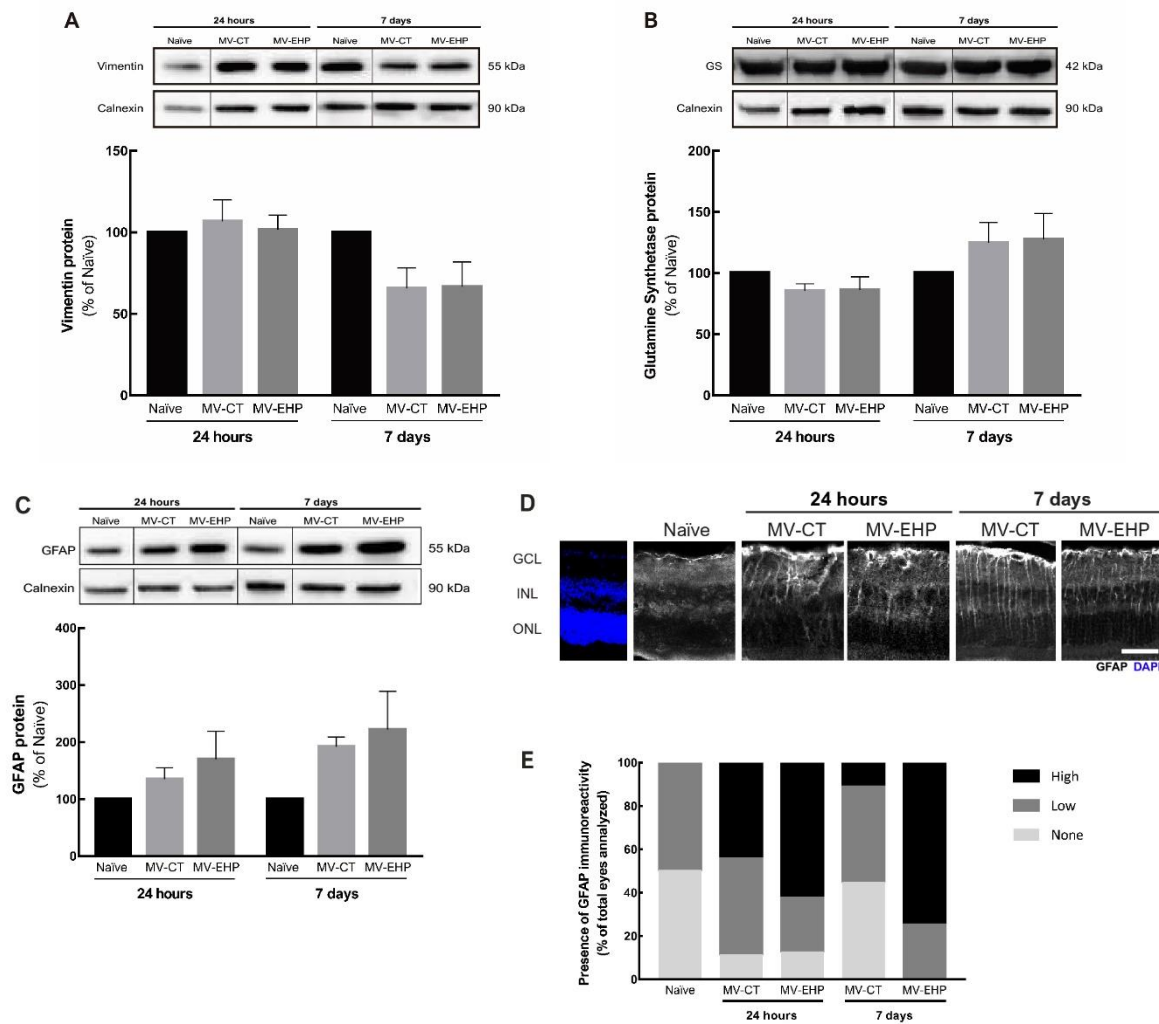 A
24 hours 7 days
Naïve MV-CT MV-EHP Naïve MV-CT MV-EHP
Vimentin 55 kDa
Calnexin 90 kDa
150
100
50
0
Vimentin protein
(% of Naïve)
Naïve MV-CT MV-EHP Naïve MV-CT MV-EHP
24 hours 7 days
B
24 hours 7 days
Naïve MV-CT MV-EHP Naïve MV-CT MV-EHP
GS 42 kDa
Calnexin 90 kDa
200
150
100
50
0
Glutamine Synthetase protein
(% of Naïve)
Naïve MV-CT MV-EHP Naïve MV-CT MV-EHP
24 hours 7 days
C
24 hours 7 days
Naïve MV-CT MV-EHP Naïve MV-CT MV-EHP
GFAP 55 kDa
Calnexin 90 kDa
400
300
200
100
0
GFAP protein
(% of Naïve)
Naïve MV-CT MV-EHP Naïve MV-CT MV-EHP
24 hours 7 days
D
24 hours 7 days
Naïve MV-CT MV-EHP MV-CT MV-EHP
GCL
INL
ONL
GFAP DAPI
E
100
80
60
40
20
0
Presence of GFAP immunoreactivity
(% of total eyes annalyzed)
Naïve MV-CT MV-EHP MV-CT MV-EHP
24 hours 7 days
High
Low
None